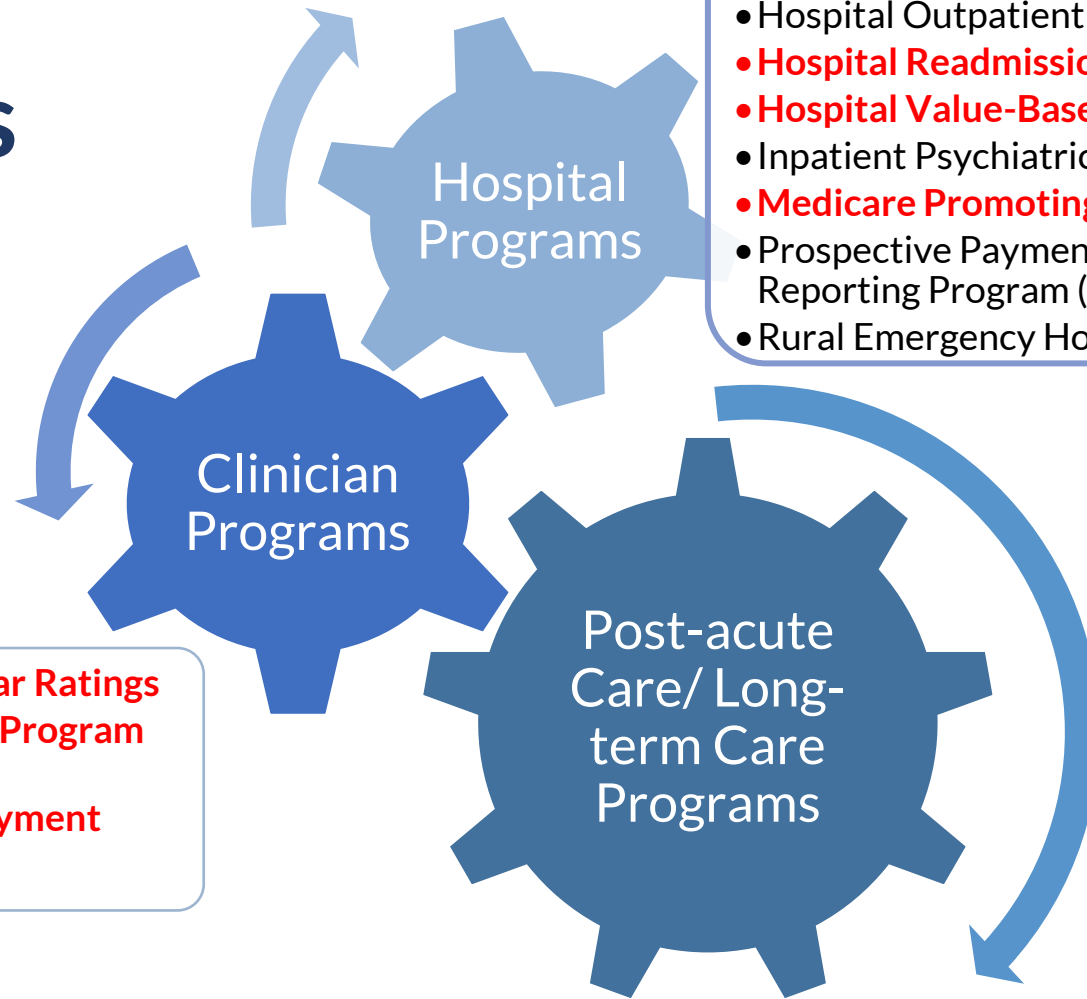 s
•Hospital Outpatient
•Hospital Readmissio
•Hospital Value-Base
•Inpatient Psychiatric
•Medicare Promoting
•Prospective Paymen
Reporting Program (
•Rural Emergency Ho
Hospital
Programs
Clinician
Programs
ar Ratings
Program
yment
Post-acute
Care/ Long-
term Care
Programs